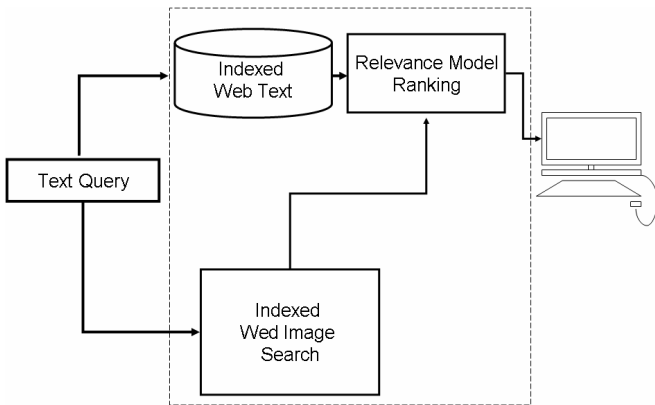 Indexed
Web Text
Relevance Model
Ranking
Text Query
Indexed
Wed Image
Search